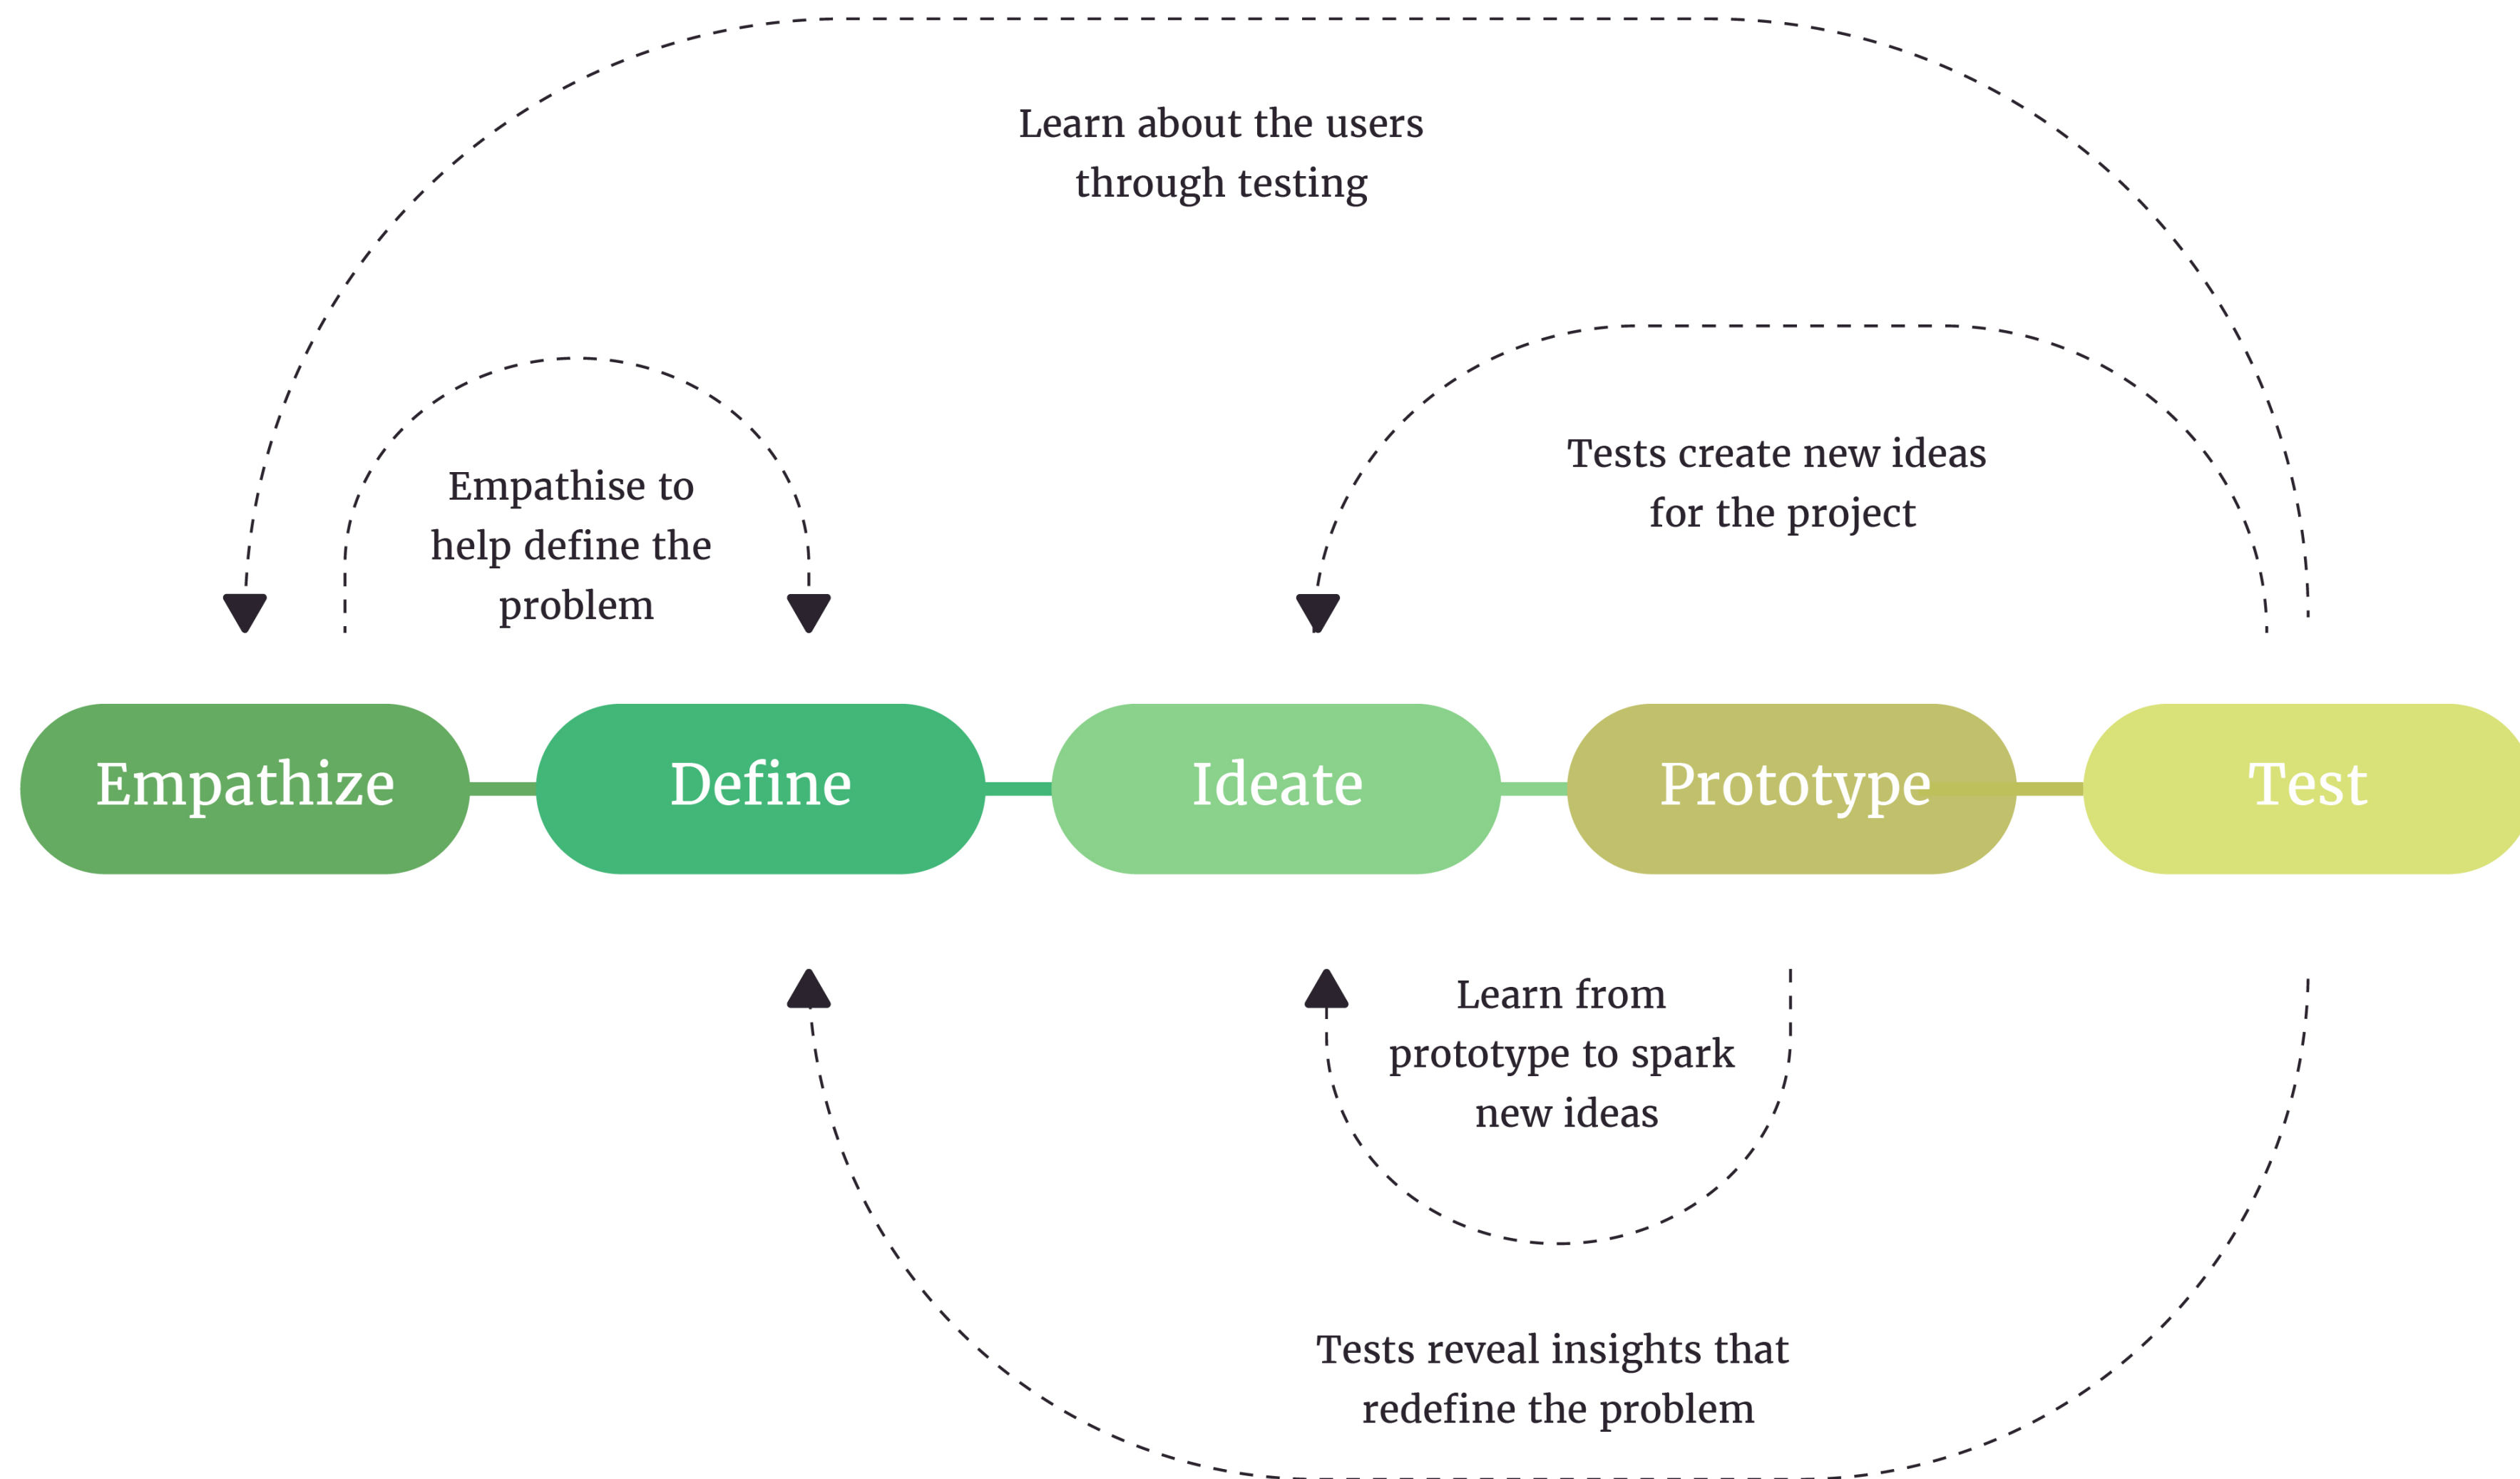 Learn about the users
through testing
Empathise to
help define the
problem
Tests create new ideas
for the project
Empathize
Define
Ideate
Prototype
Test
Learn from
prototype to spark
new ideas
Tests reveal insights that
redefine the problem